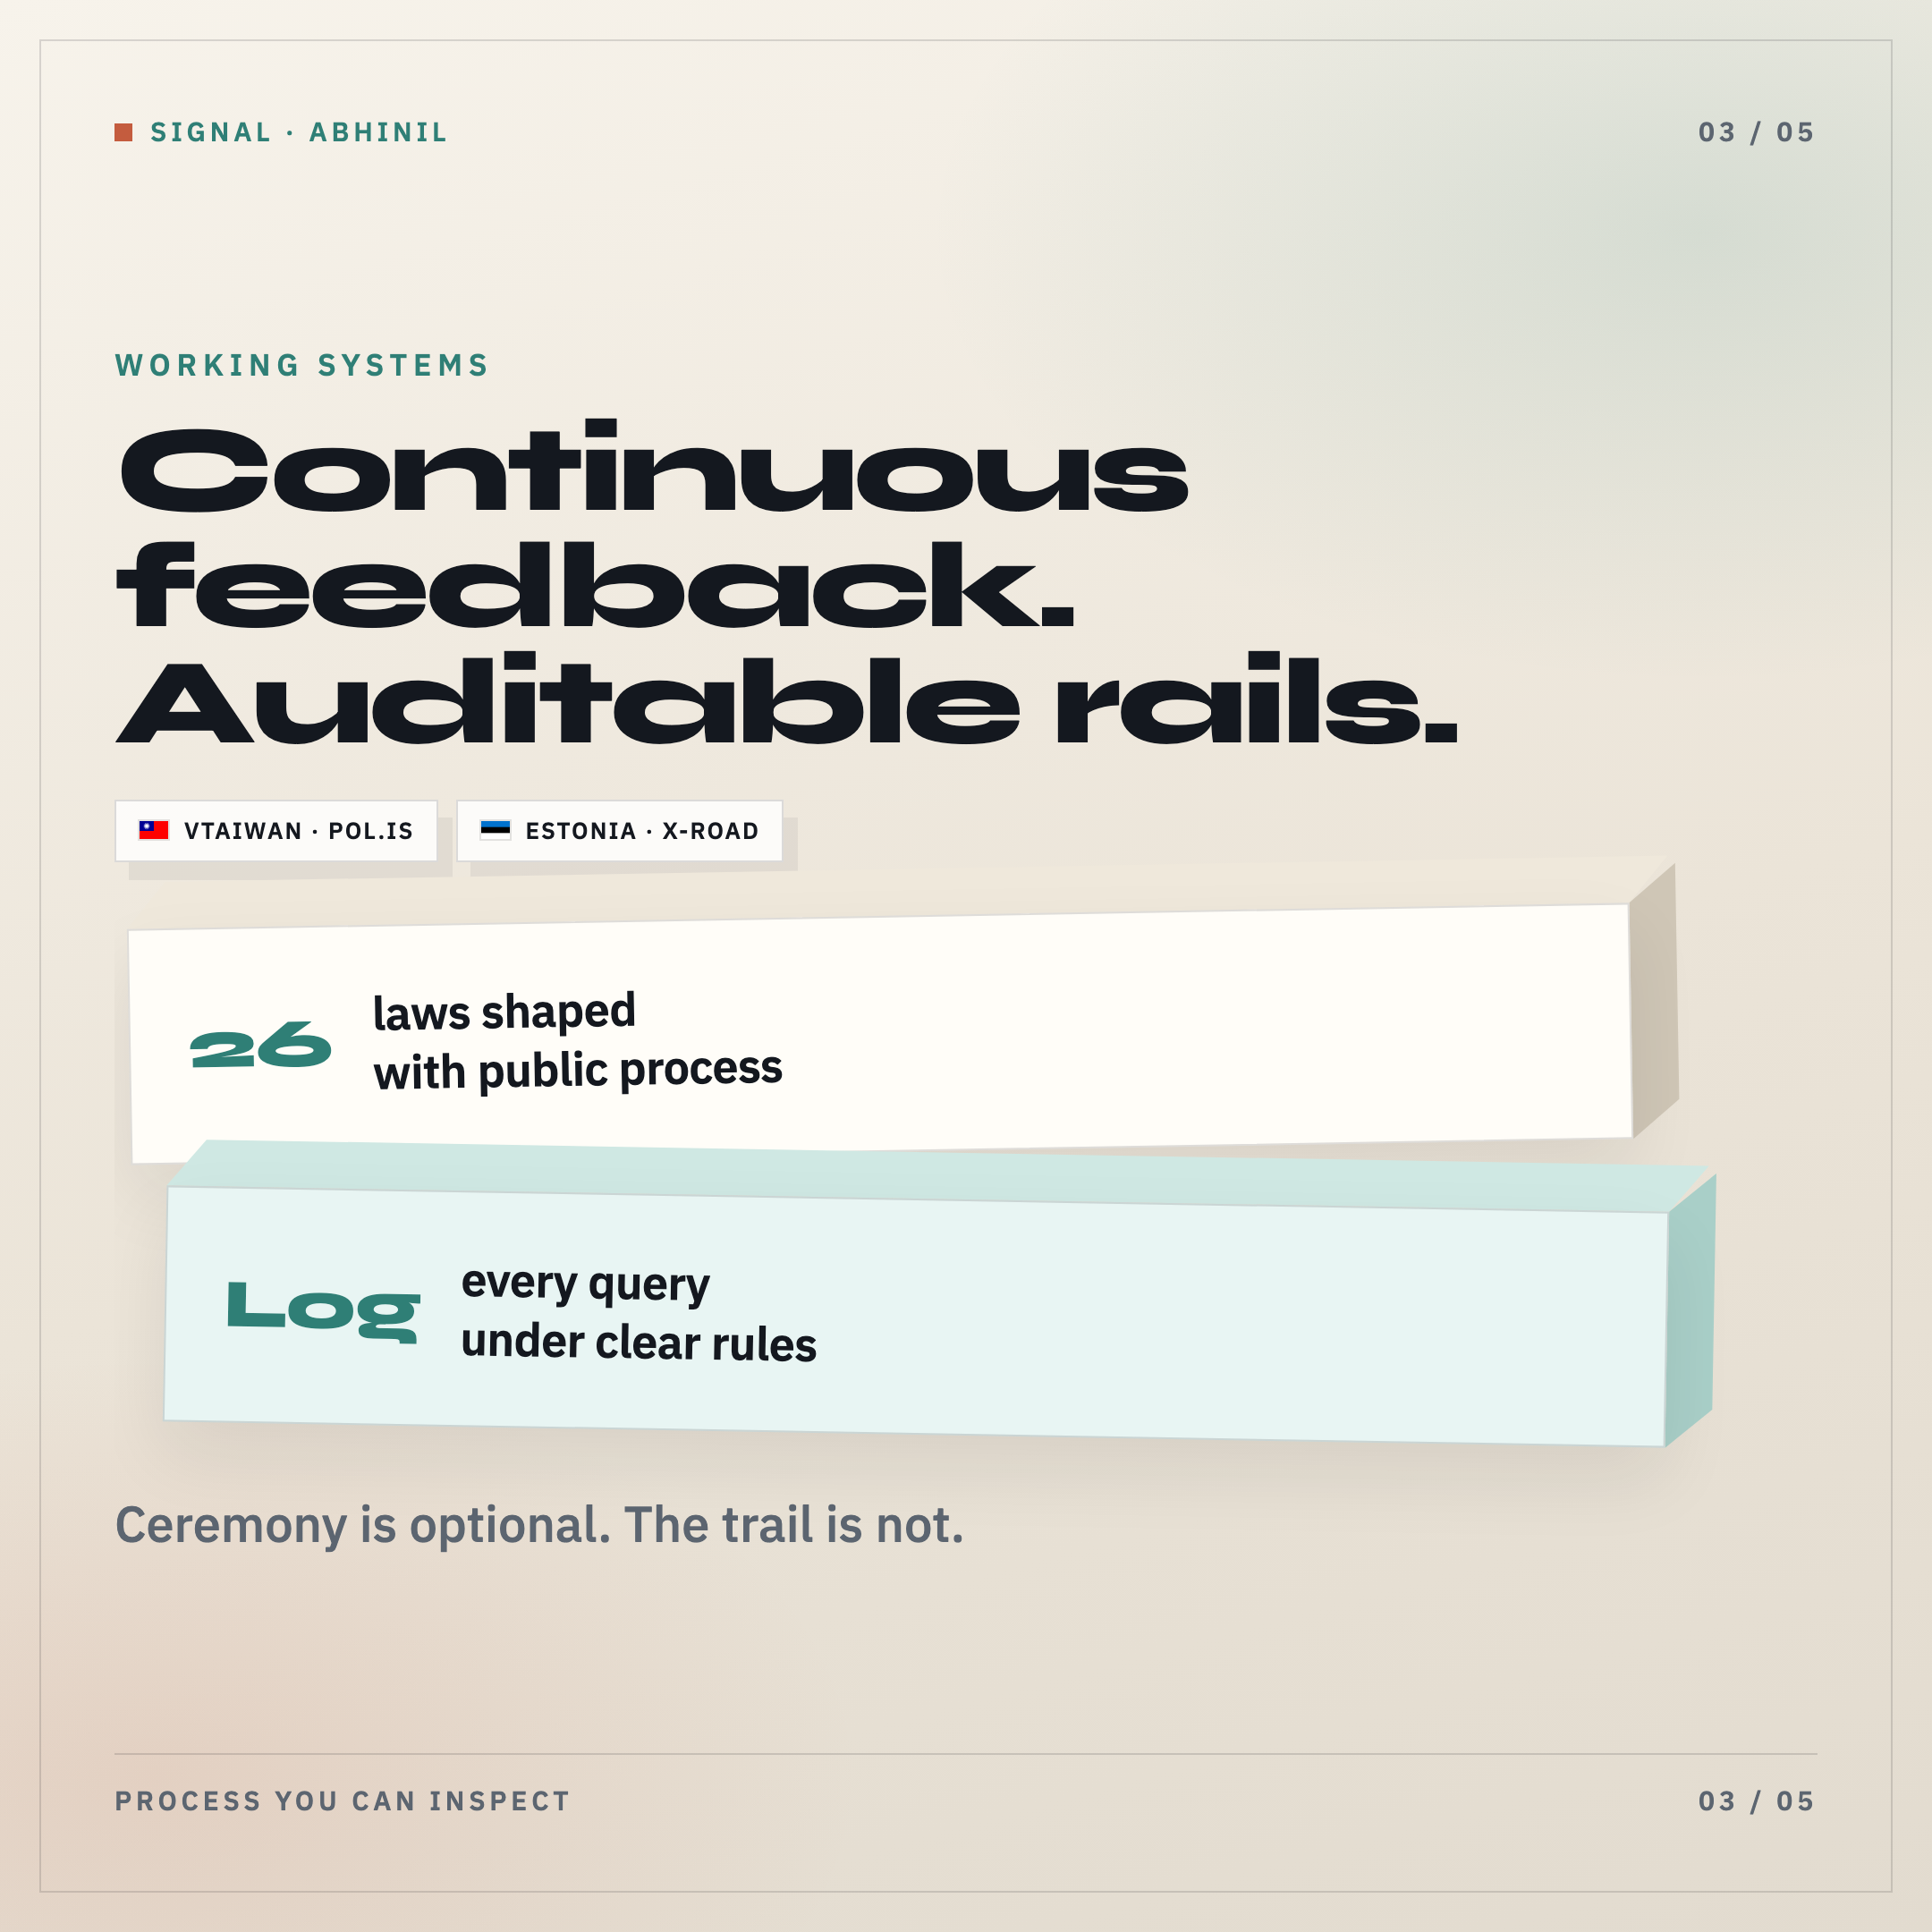 SIGNAL · ABHINIL
03 / 05
WORKING SYSTEMS
Continuous
feedback.
Auditable rails.
VTAIWAN · POL.IS
ESTONIA · X-ROAD
26
laws shaped
with public process
Log
every query
under clear rules
Ceremony is optional. The trail is not.
PROCESS YOU CAN INSPECT
03 / 05